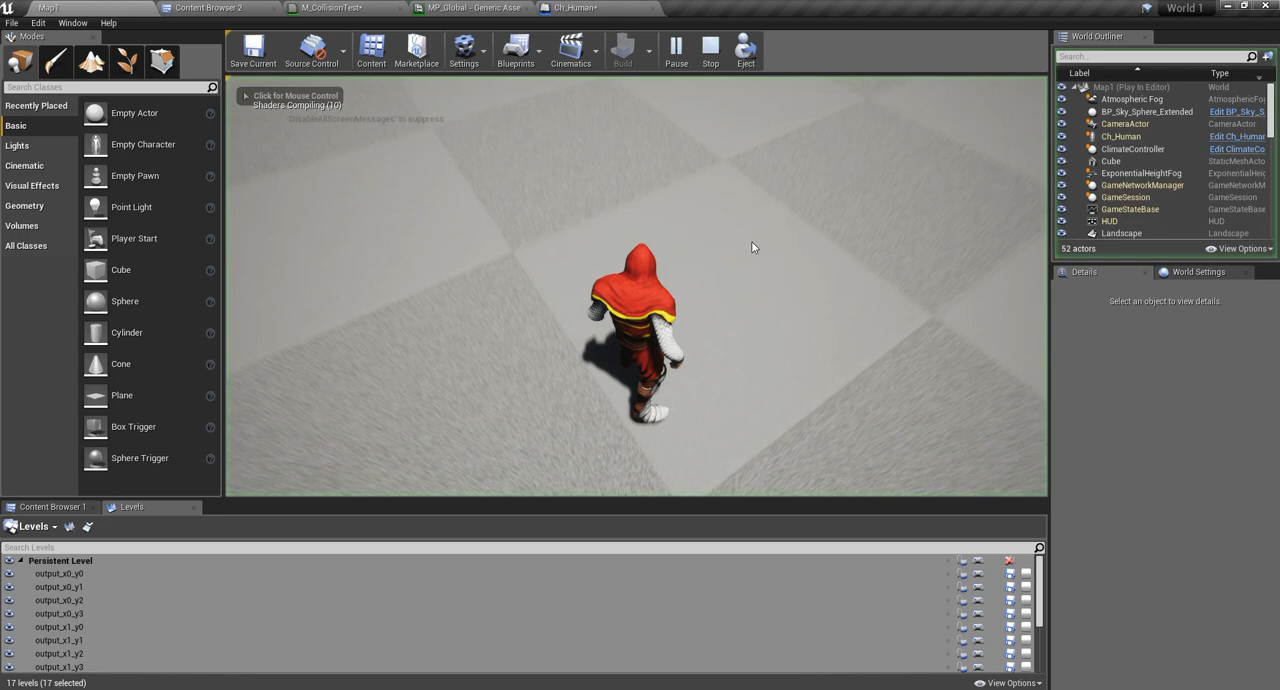 Map1
Content Browser 2
M_CollisionTest*
MP_Global - Generic Asse
Ch_Human*
World 1
File Edit Window Help
Modes
Search Classes
Recently Placed
Basic
Lights
Cinematic
Visual Effects
Geometry
Volumes
All Classes
Empty Actor
Empty Character
Empty Pawn
Point Light
Player Start
Cube
Sphere
Cylinder
Cone
Plane
Box Trigger
Sphere Trigger
Save Current
Source Control
Content
Marketplace
Settings
Blueprints
Cinematics
Build
Pause
Stop
Eject
Click for Mouse Control
Shaders Compiling (10)
'DisableAllScreenMessages' to suppress
World Outliner
Search...
Label Type
Map1 (Play In Editor) World
Atmospheric Fog AtmosphericFo
BP_Sky_Sphere_Extended Edit BP_Sky_S
CameraActor CameraActor
Ch_Human Edit Ch_Human
ClimateController Edit ClimateCo
Cube StaticMeshActo
ExponentialHeightFog ExponentialHeig
GameNetworkManager GameNetworkM
GameSession GameSession
GameStateBase GameStateBase
HUD HUD
Landscape Landscape
52 actors View Options
Details
World Settings
Select an object to view details.
Content Browser 1
Levels
Levels
Search Levels
Persistent Level
output_x0_y0
output_x0_y1
output_x0_y2
output_x0_y3
output_x1_y0
output_x1_y1
output_x1_y2
output_x1_y3
17 levels (17 selected) View Options